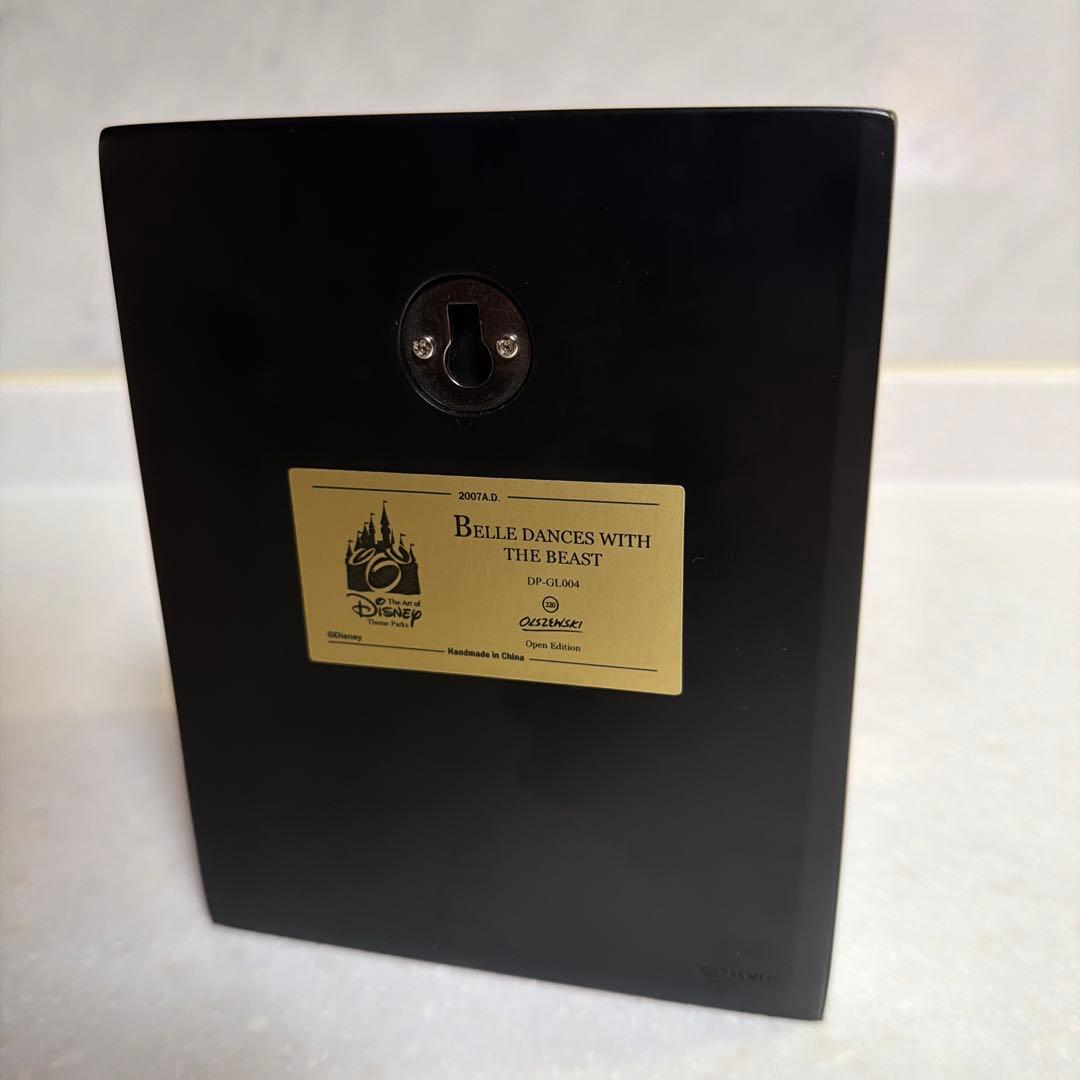 2007A.D.
BELLE DANCES WITH
THE BEAST
DP-GL004
220
OLSZEWSKI
Open Edition
The Art of
DISNEY
Theme Parks
©Disney
Handmade in China